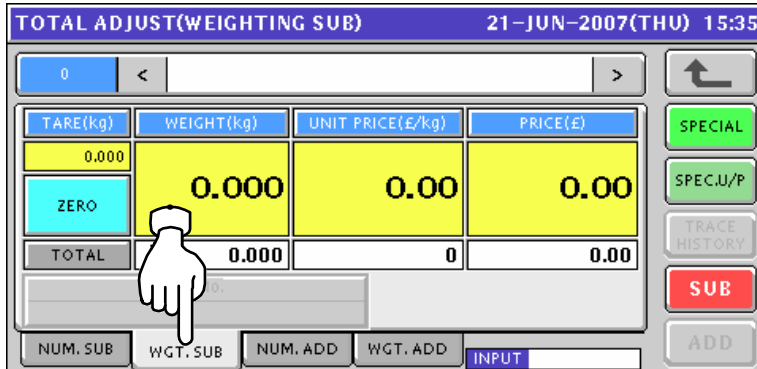 TOTAL ADJUST(WEIGHTING SUB) 21-JUN-2007(THU) 15:35
0 < >
TARE(kg) WEIGHT(kg) UNIT PRICE(£/kg) PRICE(£) SPECIAL
0.000
0.000 0.00 0.00 SPEC.U/P
ZERO
TRACE
HISTORY
TOTAL 0.000 0 0.00
SUB
NUM. SUB WGT. SUB NUM. ADD WGT. ADD INPUT ADD